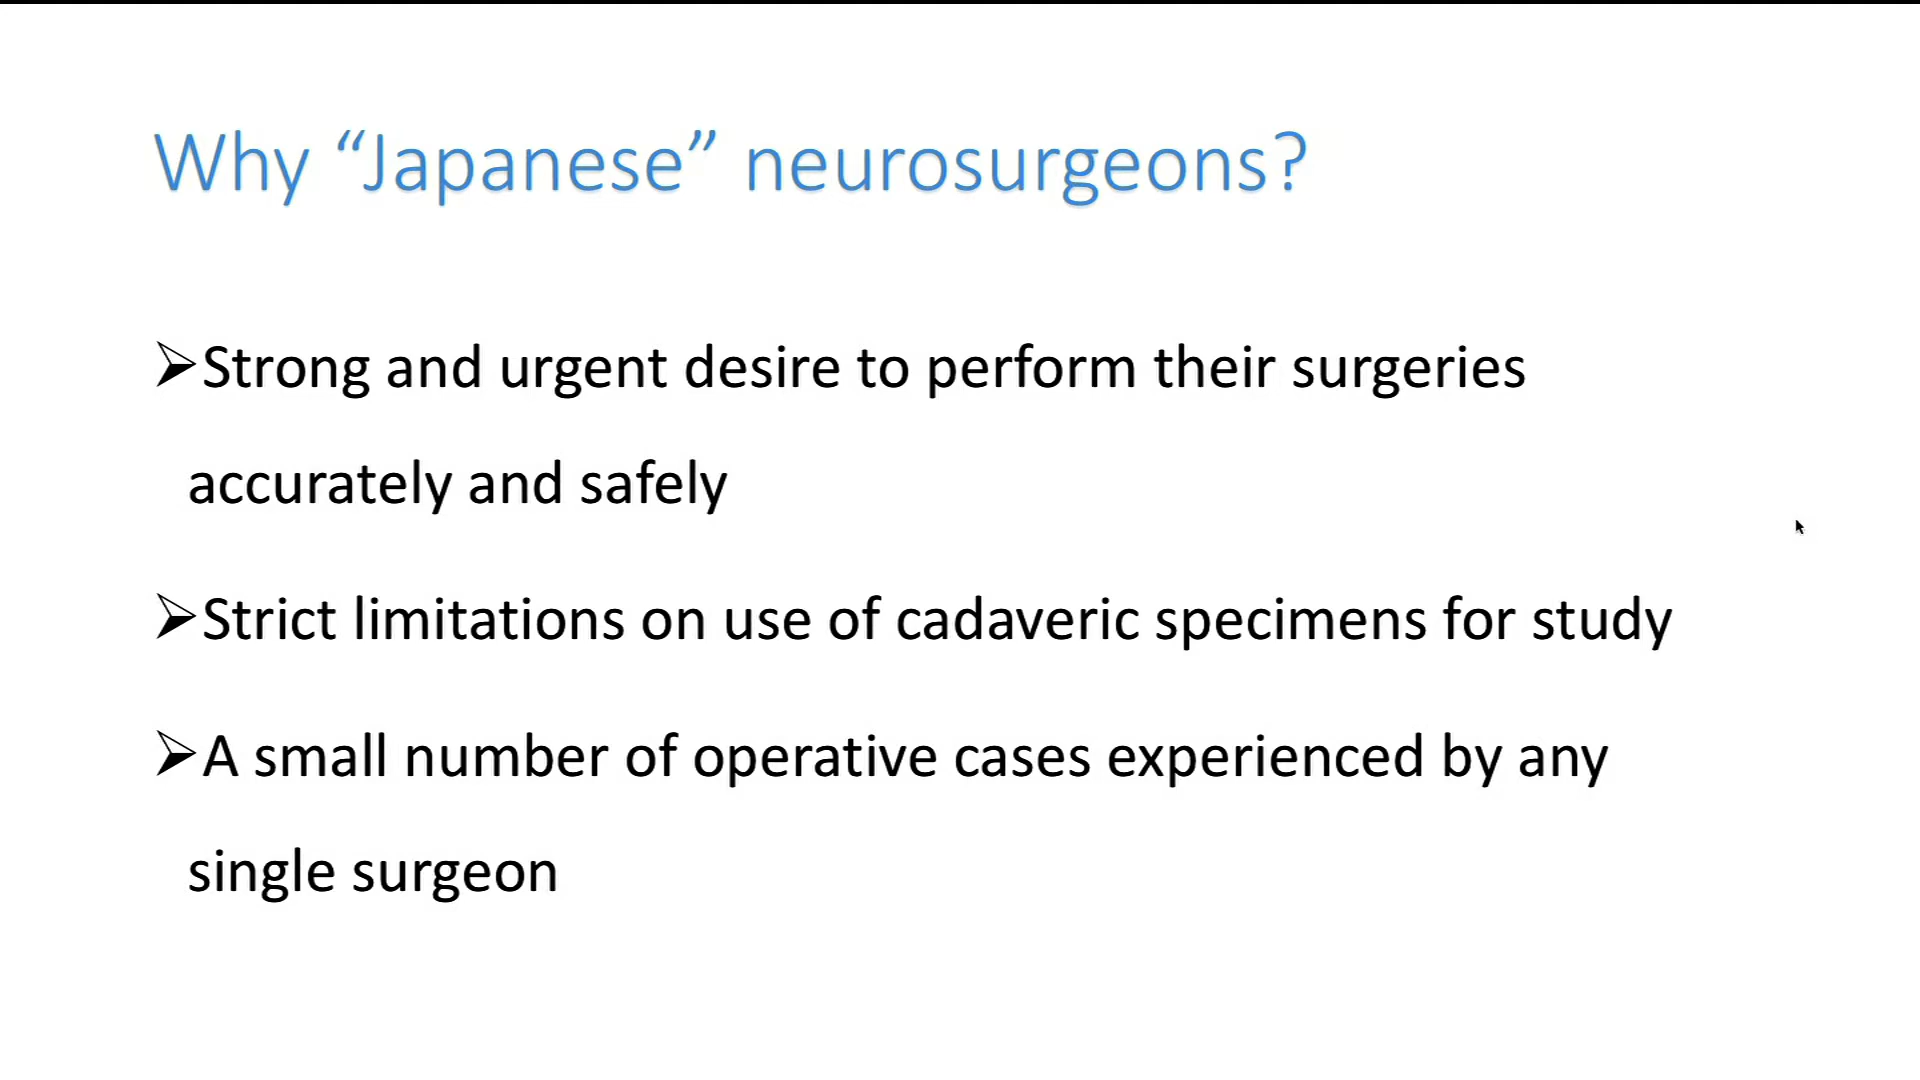 Why “Japanese” neurosurgeons?
➢Strong and urgent desire to perform their surgeries
accurately and safely
➢Strict limitations on use of cadaveric specimens for study
➢A small number of operative cases experienced by any
single surgeon